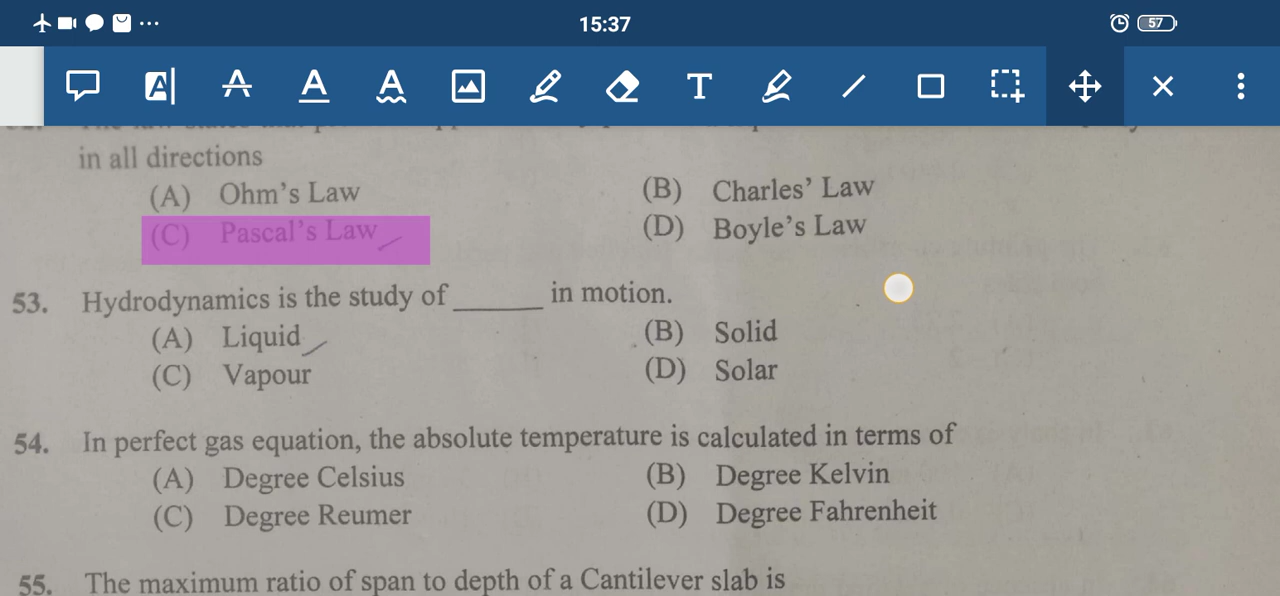 15:37
57
in all directions
(A) Ohm's Law
(B) Charles' Law
(C) Pascal's Law
(D) Boyle's Law
53. Hydrodynamics is the study of ______ in motion.
(A) Liquid
(B) Solid
(C) Vapour
(D) Solar
54. In perfect gas equation, the absolute temperature is calculated in terms of
(A) Degree Celsius
(B) Degree Kelvin
(C) Degree Reumer
(D) Degree Fahrenheit
55. The maximum ratio of span to depth of a Cantilever slab is